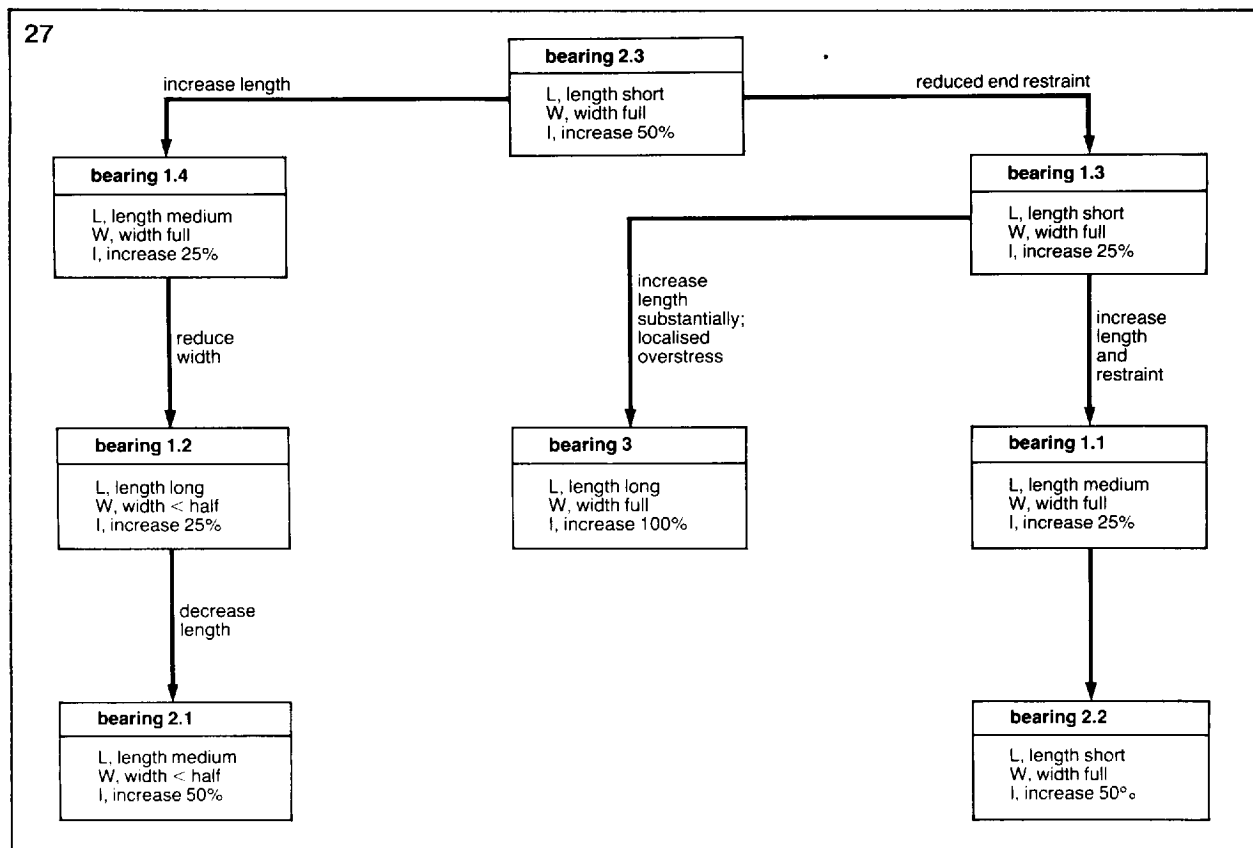 27
bearing 2.3
L, length short
W, width full
I, increase 50%
increase length
reduced end restraint
bearing 1.4
L, length medium
W, width full
I, increase 25%
bearing 1.3
L, length short
W, width full
I, increase 25%
reduce
width
increase
length
substantially;
localised
overstress
increase
length
and
restraint
bearing 1.2
L, length long
W, width < half
I, increase 25%
bearing 3
L, length long
W, width full
I, increase 100%
bearing 1.1
L, length medium
W, width full
I, increase 25%
decrease
length
bearing 2.1
L, length medium
W, width < half
I, increase 50%
bearing 2.2
L, length short
W, width full
I, increase 50%